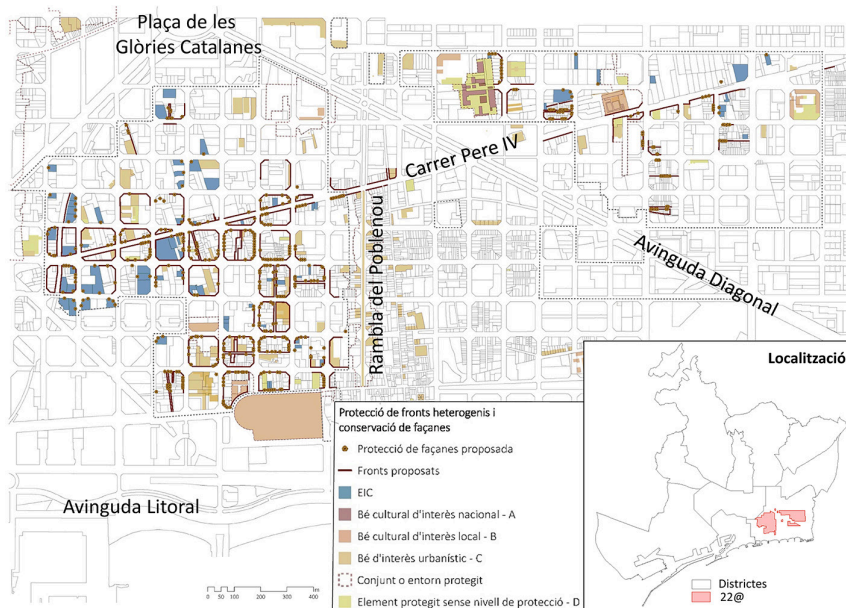 Plaça de les
Glòries Catalanes
Carrer Pere IV
Rambla del Poblenou
Avinguda Diagonal
Avinguda Litoral
0 50 100 200 300 400m
Protecció de fronts heterogenis i
conservació de façanes
Protecció de façanes proposada
Fronts proposats
EIC
Bé cultural d'interès nacional - A
Bé cultural d'interès local - B
Bé d'interès urbanístic - C
Conjunt o entorn protegit
Element protegit sense nivell de protecció - D
Localització
Districtes
22@